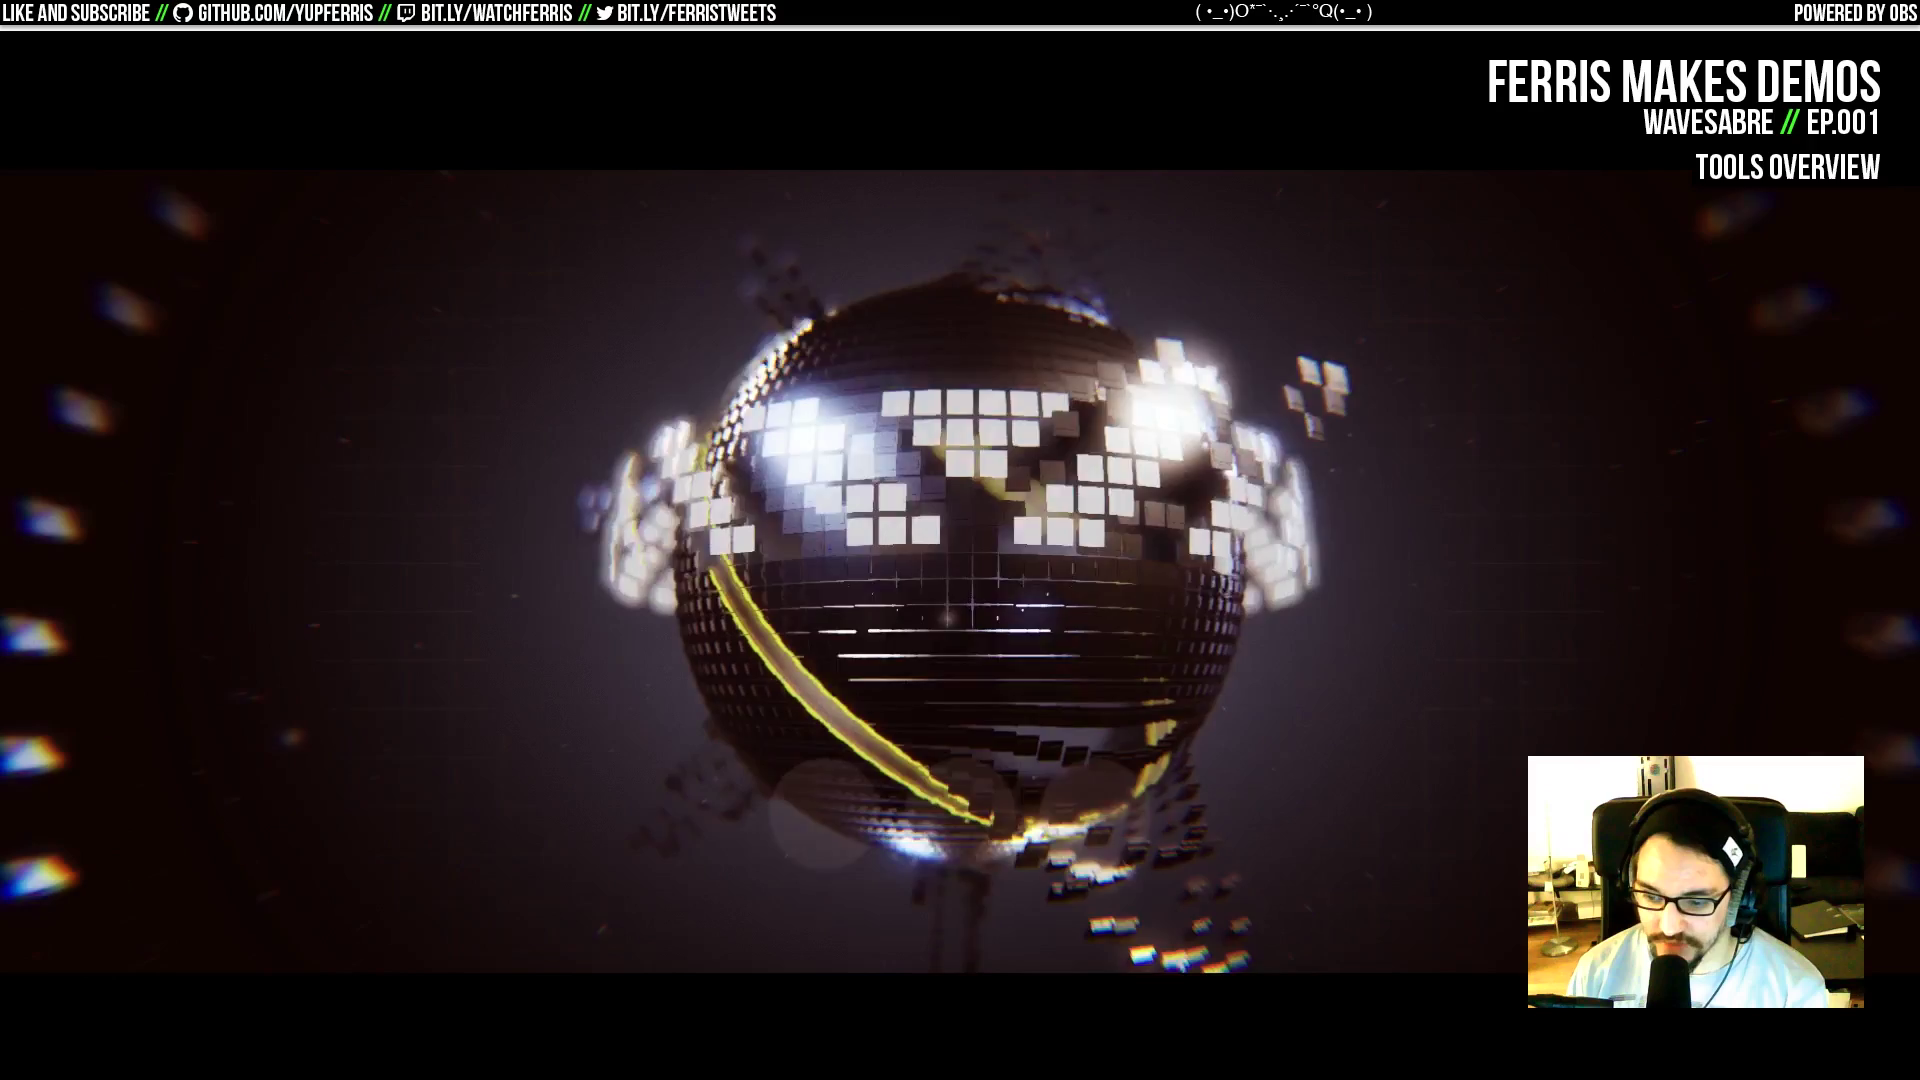 LIKE AND SUBSCRIBE // GITHUB.COM/YUPFERRIS // BIT.LY/WATCHFERRIS // BIT.LY/FERRISTWEETS
( •_•)O*¯`·.¸.·´¯`°Q(•_• )
POWERED BY OBS
FERRIS MAKES DEMOS
WAVESABRE // EP.001
TOOLS OVERVIEW